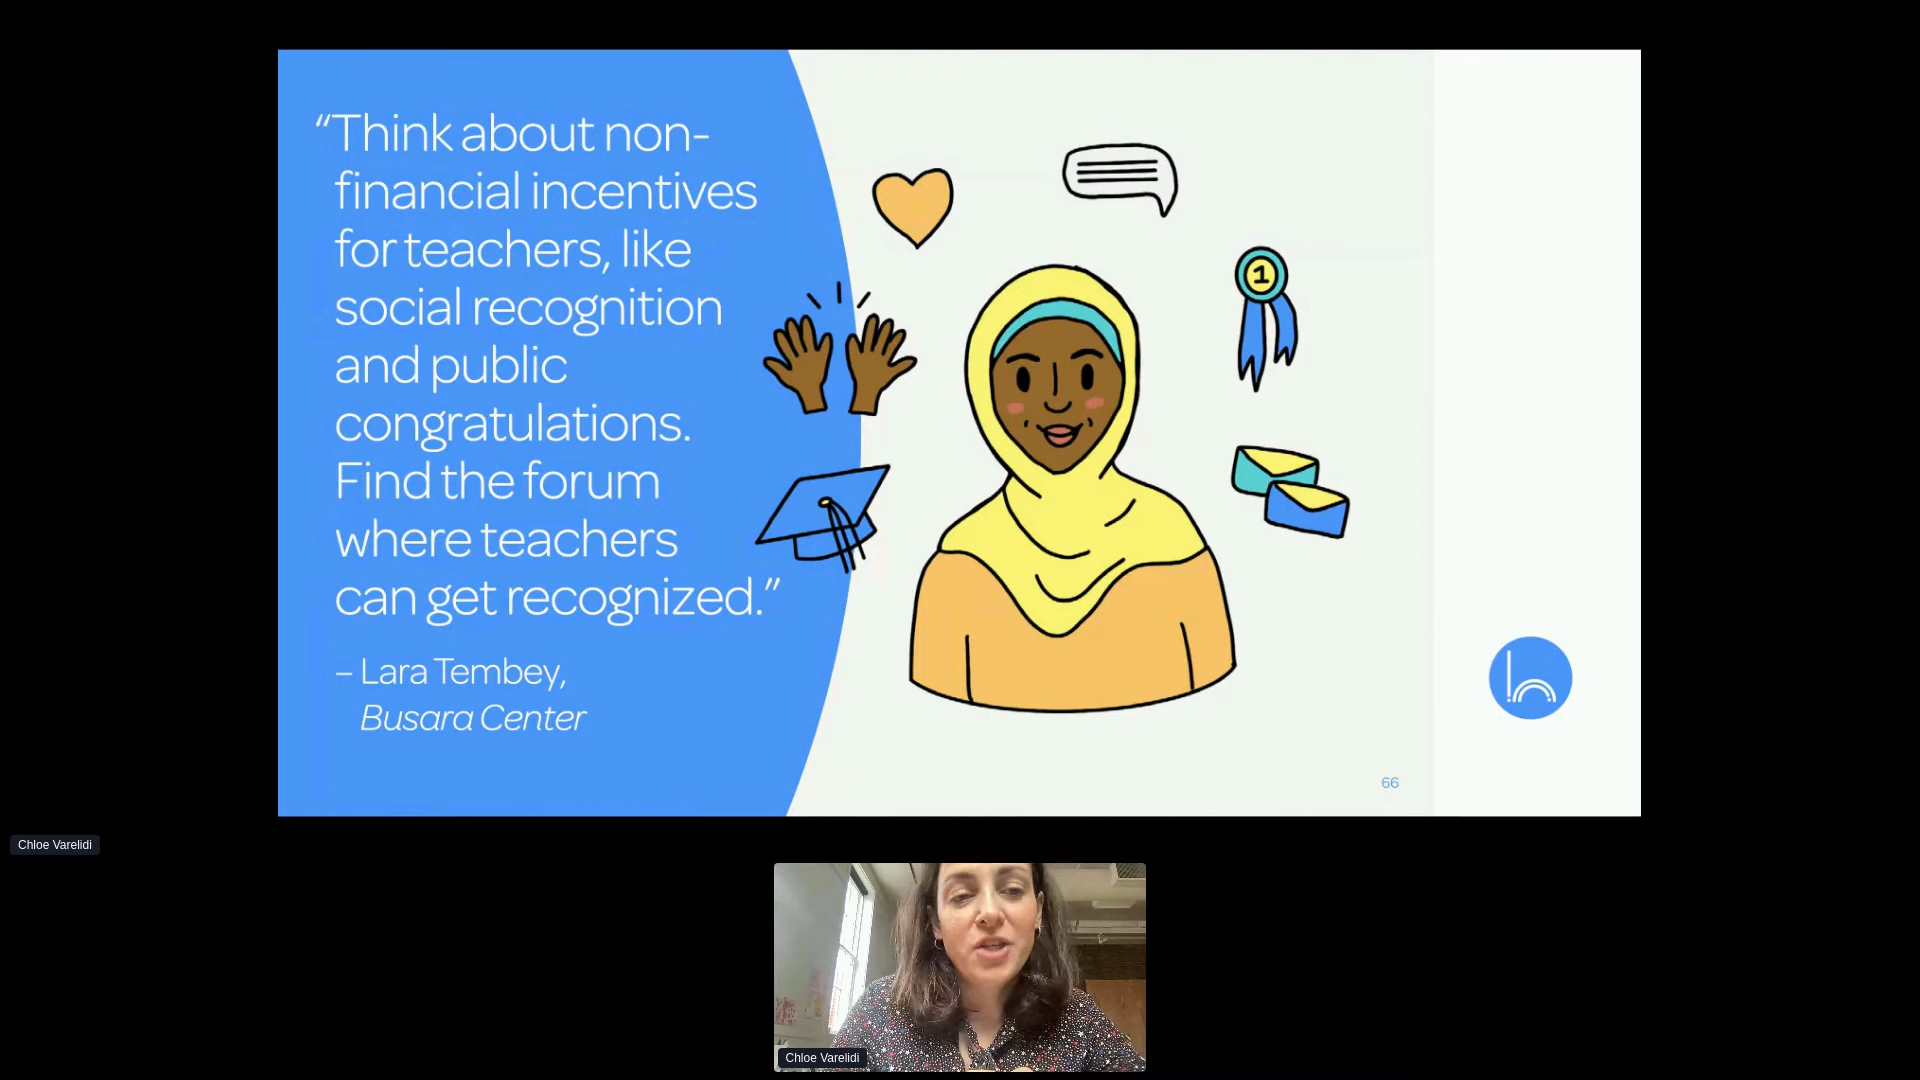 “Think about non-
financial incentives
for teachers, like
social recognition
and public
congratulations.
Find the forum
where teachers
can get recognized.”
– Lara Tembey,
Busara Center
1
66
Chloe Varelidi
Chloe Varelidi